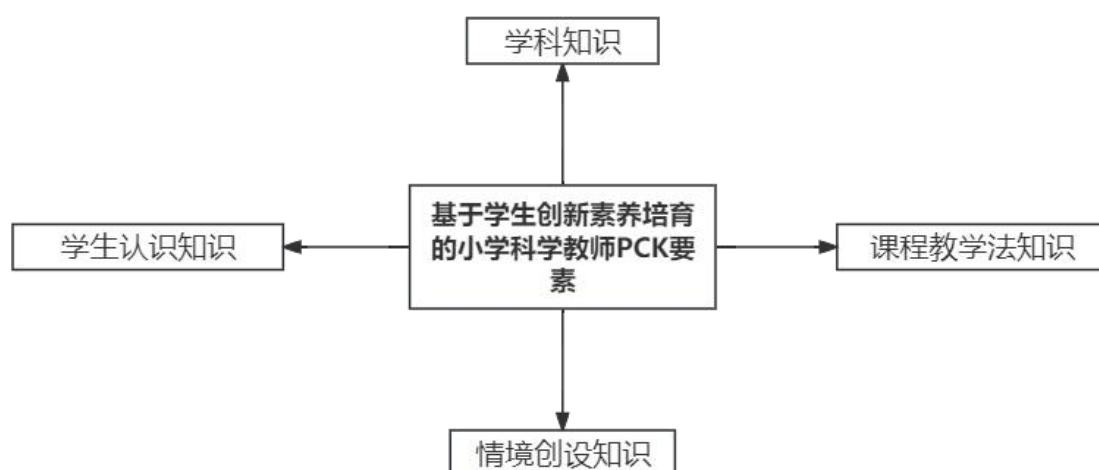 学科知识
基于学生创新素养培育
的小学科学教师PCK要
素
学生认识知识
课程教学法知识
情境创设知识